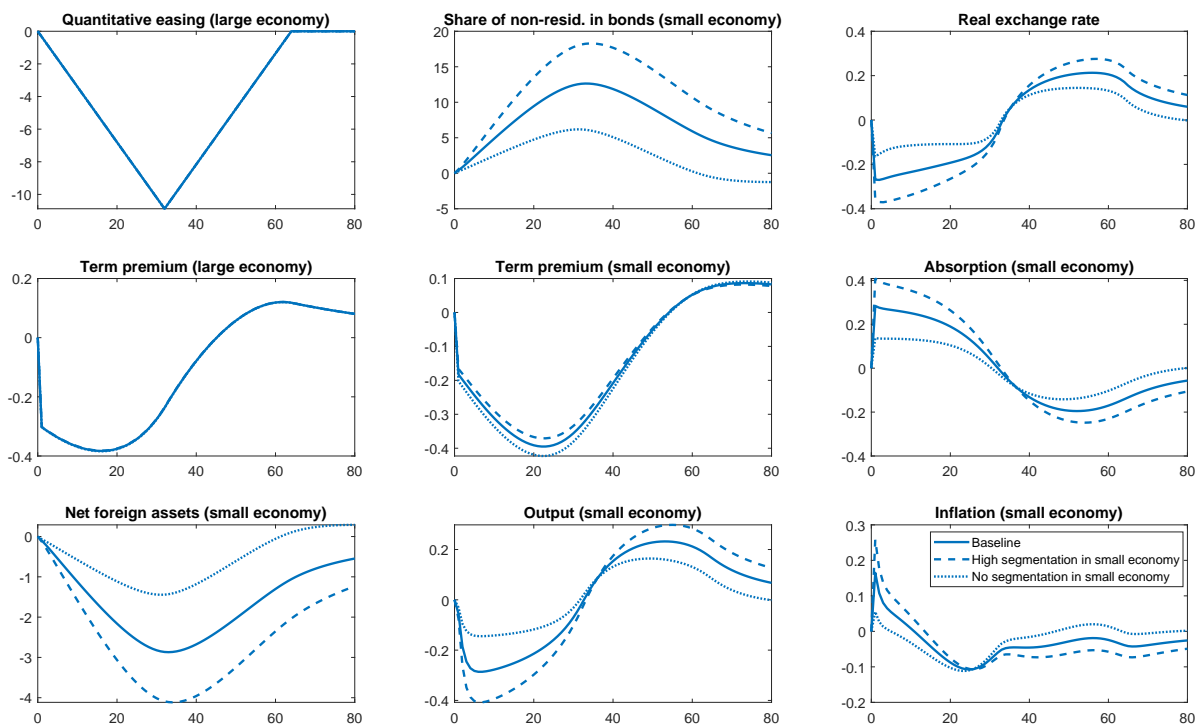 Quantitative easing (large economy)
0
-2
-4
-6
-8
-10
0 20 40 60 80
Share of non-resid. in bonds (small economy)
20
15
10
5
0
-5
0 20 40 60 80
Real exchange rate
0.4
0.2
0
-0.2
-0.4
0 20 40 60 80
Term premium (large economy)
0.2
0
-0.2
-0.4
0 20 40 60 80
Term premium (small economy)
0.1
0
-0.1
-0.2
-0.3
-0.4
0 20 40 60 80
Absorption (small economy)
0.4
0.2
0
-0.2
-0.4
0 20 40 60 80
Net foreign assets (small economy)
0
-1
-2
-3
-4
0 20 40 60 80
Output (small economy)
0.2
0
-0.2
-0.4
0 20 40 60 80
Inflation (small economy)
0.3
0.2
0.1
0
-0.1
-0.2
0 20 40 60 80
Baseline
High segmentation in small economy
No segmentation in small economy